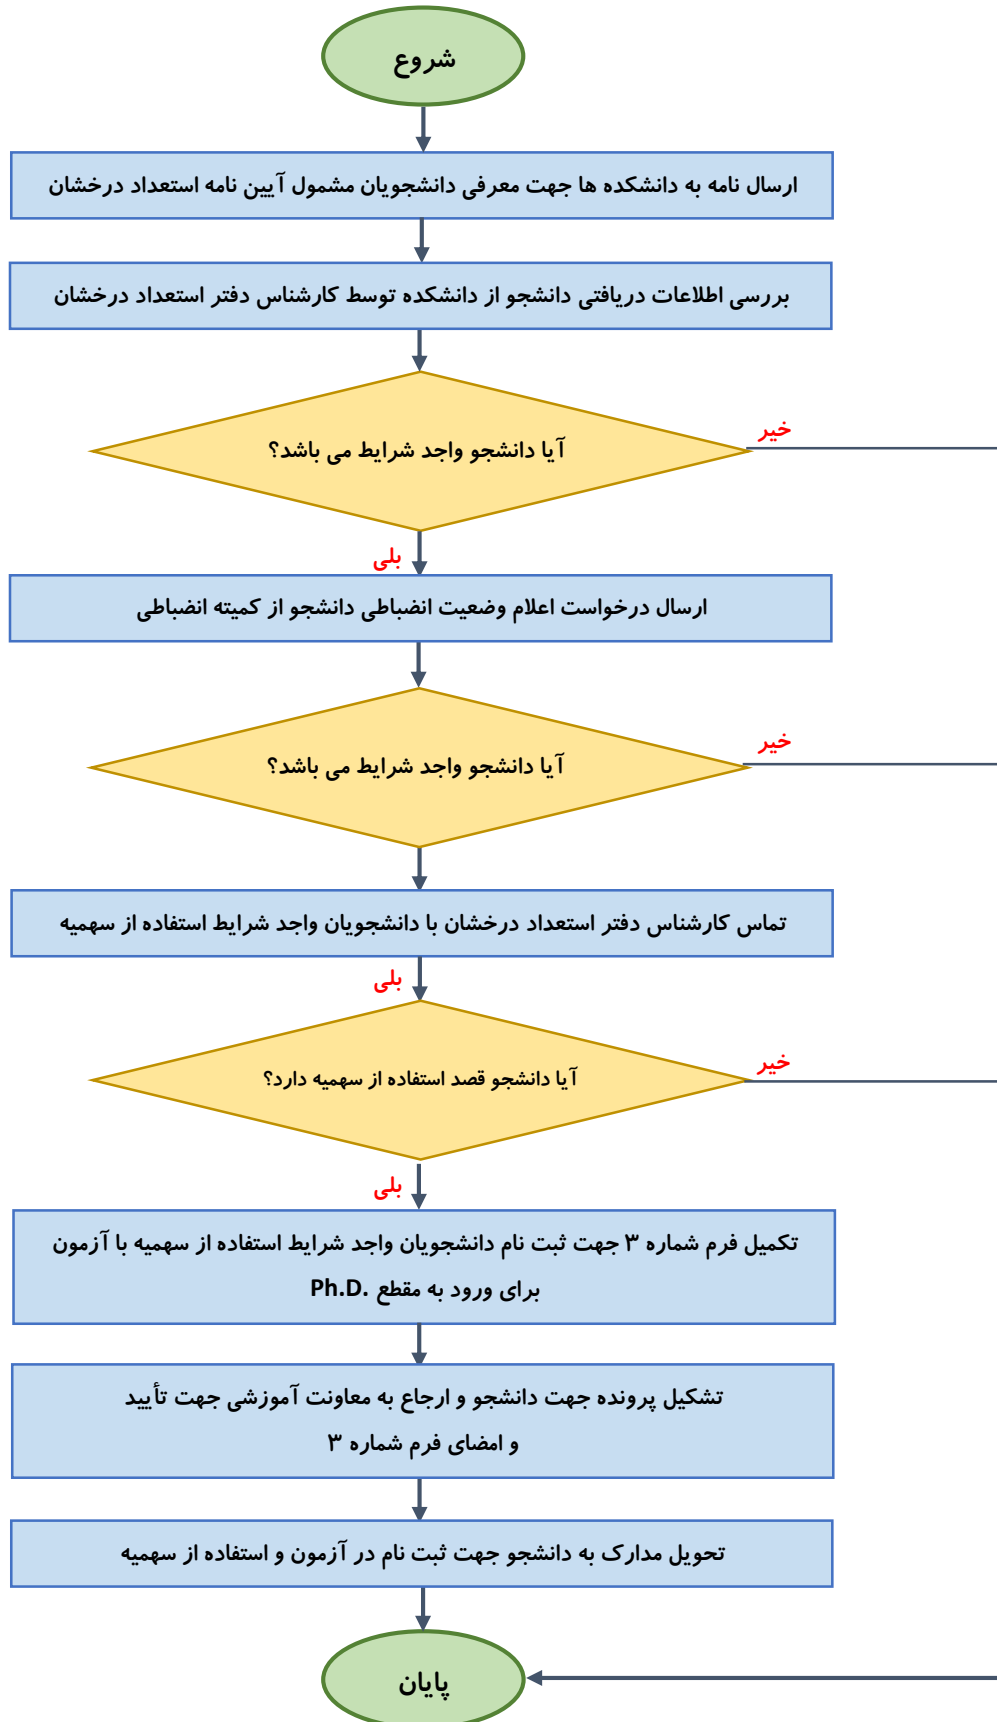 شروع
ارسال نامه به دانشکده ها جهت معرفی دانشجویان مشمول آیین نامه استعداد درخشان
بررسی اطلاعات دریافتی دانشجو از دانشکده توسط کارشناس دفتر استعداد درخشان
آیا دانشجو واجد شرایط می باشد؟
خیر
بلی
ارسال درخواست اعلام وضعیت انضباطی دانشجو از کمیته انضباطی
آیا دانشجو واجد شرایط می باشد؟
خیر
تماس کارشناس دفتر استعداد درخشان با دانشجویان واجد شرایط استفاده از سهمیه
بلی
آیا دانشجو قصد استفاده از سهمیه دارد؟
خیر
بلی
تکمیل فرم شماره ۳ جهت ثبت نام دانشجویان واجد شرایط استفاده از سهمیه با آزمون
برای ورود به مقطع Ph.D.
تشکیل پرونده جهت دانشجو و ارجاع به معاونت آموزشی جهت تأیید
و امضای فرم شماره ۳
تحویل مدارک به دانشجو جهت ثبت نام در آزمون و استفاده از سهمیه
پایان